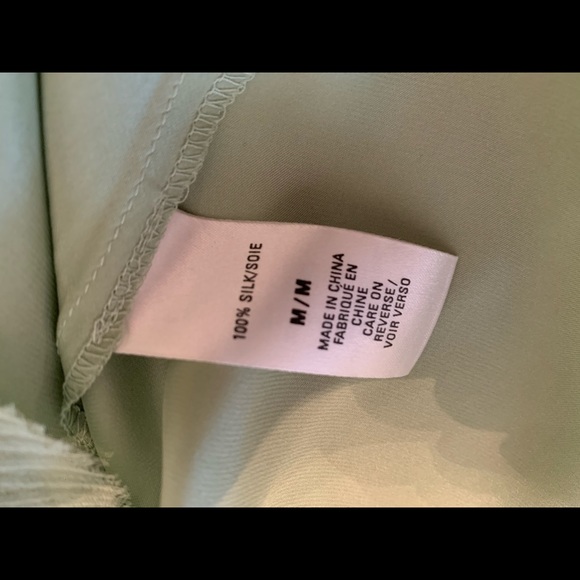 100% SILK/SOIE
M/M
MADE IN CHINA
FABRIQUÉ EN
CHINE
CARE ON
REVERSE/
VOIR VERSO